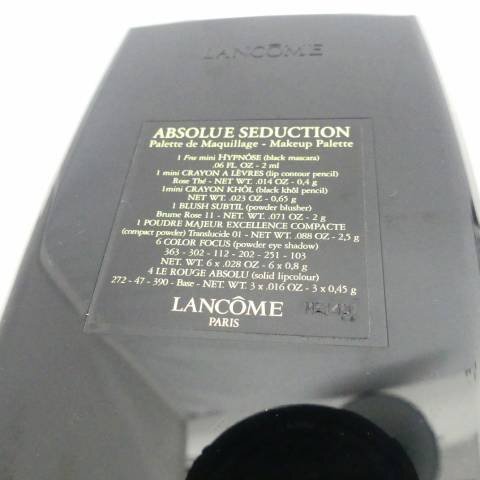 LANCÔME
ABSOLUE SEDUCTION
Palette de Maquillage - Makeup Palette
1 Free mini HYPNÔSE (black mascara)
.06 FL. OZ - 2 ml
1 mini CRAYON A LÈVRES (lip contour pencil)
Rose Thé - NET WT. .014 OZ - 0,4 g
1mini CRAYON KHÔL (black khôl pencil)
NET WT. .023 OZ - 0,65 g
1 BLUSH SUBTIL (powder blusher)
Brume Rose 11 - NET WT. .071 OZ - 2 g
1 POUDRE MAJEUR EXCELLENCE COMPACTE
(compact powder) Translucide 01 - NET WT. .088 OZ - 2,5 g
6 COLOR FOCUS (powder eye shadow)
363 - 302 - 112 - 202 - 251 - 103
NET. WT. 6 x .028 OZ - 6 x 0,8 g
4 LE ROUGE ABSOLU (solid lipcolour)
272 - 47 - 390 - Base - NET WT. 3 x .016 OZ - 3 x 0,45 g
LANCÔME
PARIS